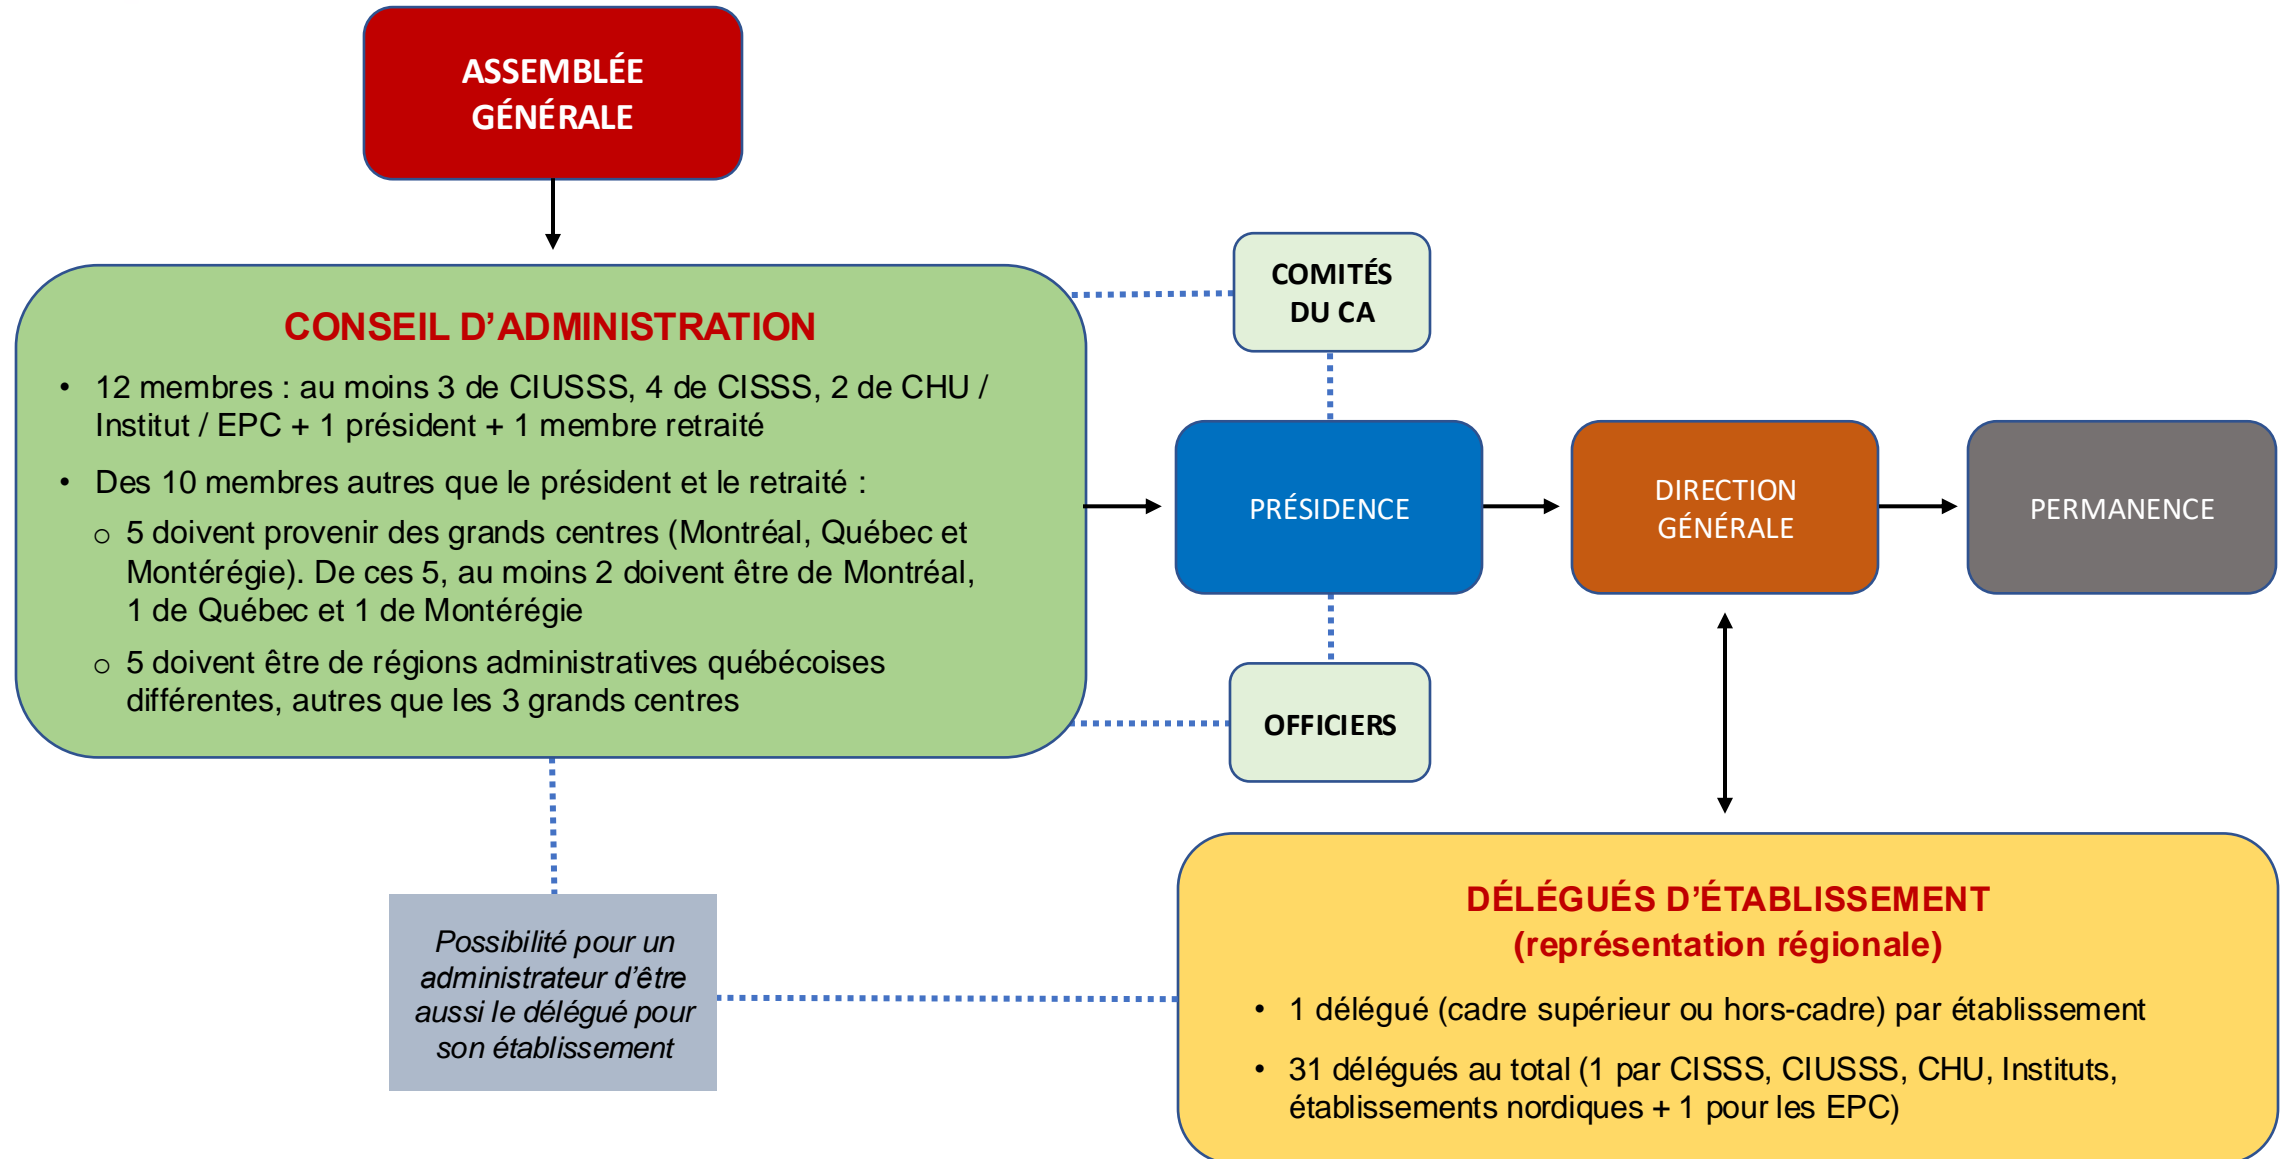 ASSEMBLÉE
GÉNÉRALE
COMITÉS
DU CA
CONSEIL D’ADMINISTRATION
• 12 membres : au moins 3 de CIUSSS, 4 de CISSS, 2 de CHU /
Institut / EPC + 1 président + 1 membre retraité
• Des 10 membres autres que le président et le retraité :
o 5 doivent provenir des grands centres (Montréal, Québec et
Montérégie). De ces 5, au moins 2 doivent être de Montréal,
1 de Québec et 1 de Montérégie
o 5 doivent être de régions administratives québécoises
différentes, autres que les 3 grands centres
PRÉSIDENCE
DIRECTION
GÉNÉRALE
PERMANENCE
OFFICIERS
Possibilité pour un
administrateur d’être
aussi le délégué pour
son établissement
DÉLÉGUÉS D’ÉTABLISSEMENT
(représentation régionale)
• 1 délégué (cadre supérieur ou hors-cadre) par établissement
• 31 délégués au total (1 par CISSS, CIUSSS, CHU, Instituts,
établissements nordiques + 1 pour les EPC)